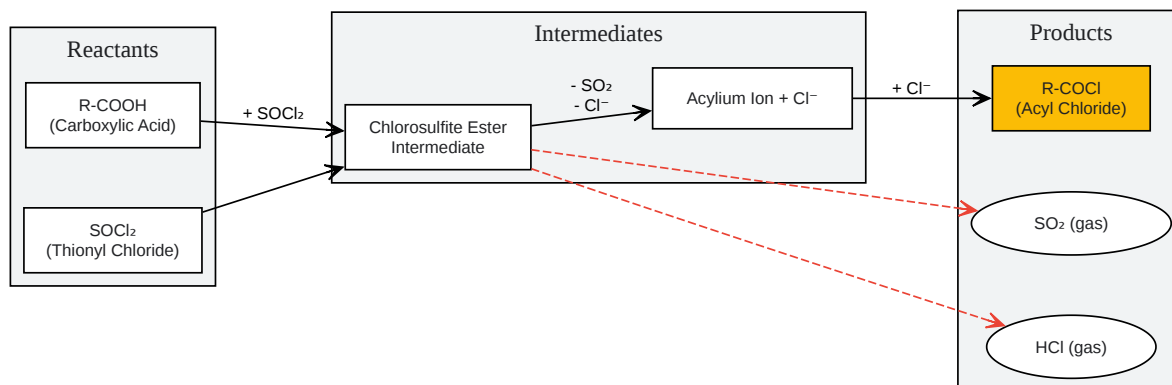 Reactants
R-COOH
(Carboxylic Acid)
SOCl₂
(Thionyl Chloride)
+ SOCl₂
Intermediates
Chlorosulfite Ester
Intermediate
- SO₂
- Cl⁻
Acylium Ion + Cl⁻
+ Cl⁻
Products
R-COCl
(Acyl Chloride)
SO₂ (gas)
HCl (gas)